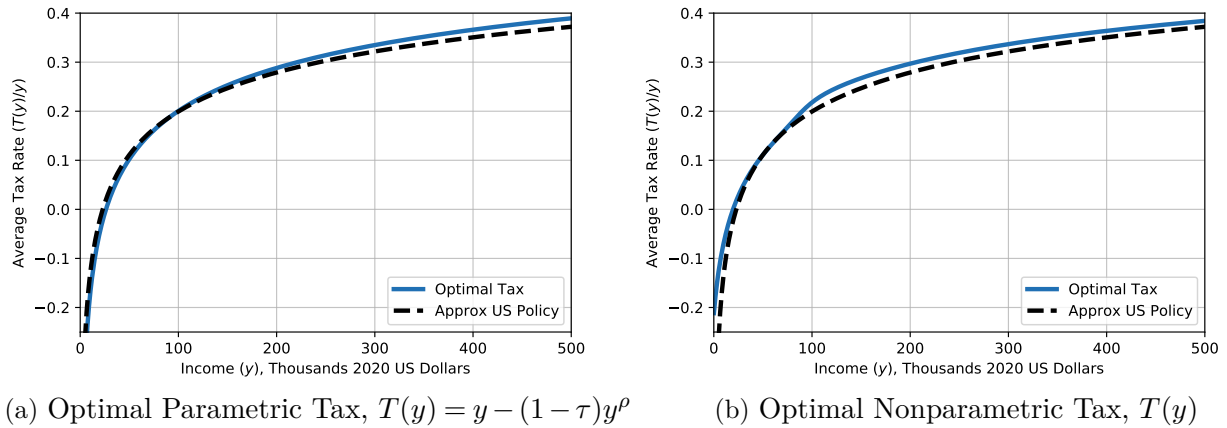 Average Tax Rate (T(y)/y)
0.4
0.3
0.2
0.1
0.0
−0.1
−0.2
0 100 200 300 400 500
Income (y), Thousands 2020 US Dollars
Optimal Tax
Approx US Policy
(a) Optimal Parametric Tax, T(y) = y − (1 − τ)y^ρ
Average Tax Rate (T(y)/y)
0.4
0.3
0.2
0.1
0.0
−0.1
−0.2
0 100 200 300 400 500
Income (y), Thousands 2020 US Dollars
Optimal Tax
Approx US Policy
(b) Optimal Nonparametric Tax, T(y)